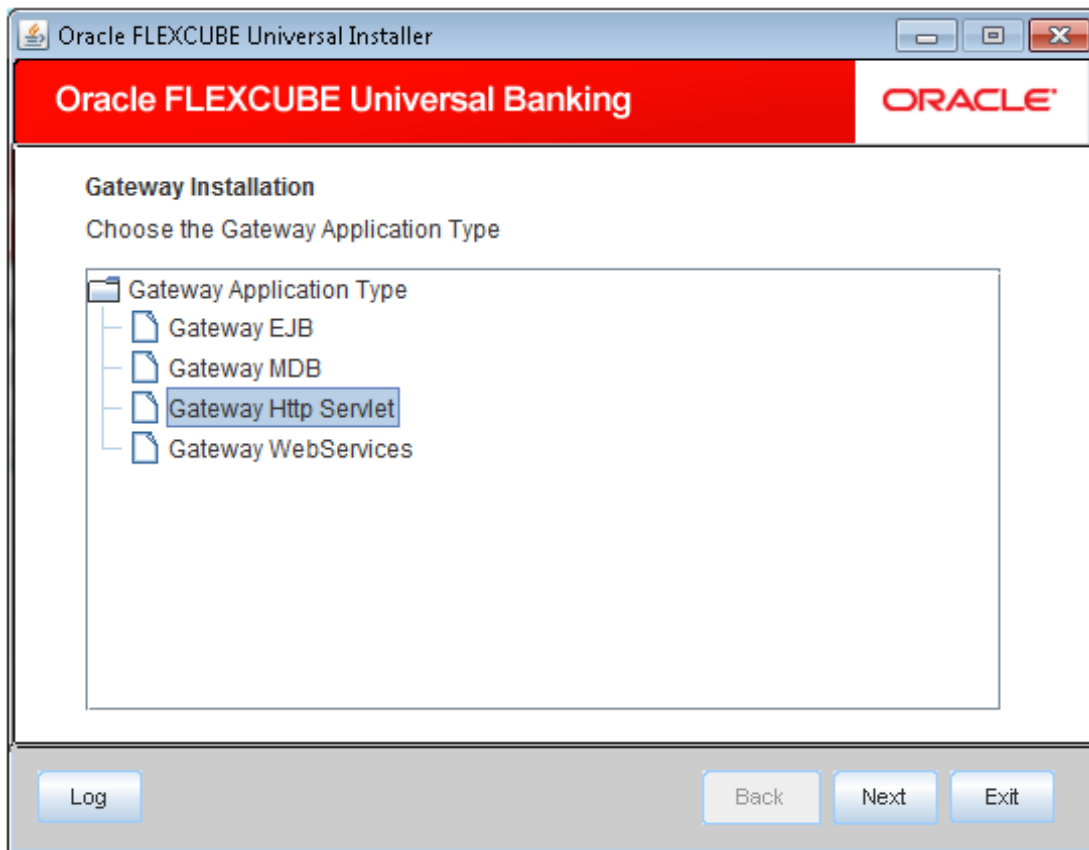 Oracle FLEXCUBE Universal Installer
Oracle FLEXCUBE Universal Banking
ORACLE
Gateway Installation
Choose the Gateway Application Type
Gateway Application Type
Gateway EJB
Gateway MDB
Gateway Http Servlet
Gateway WebServices
Log Back Next Exit